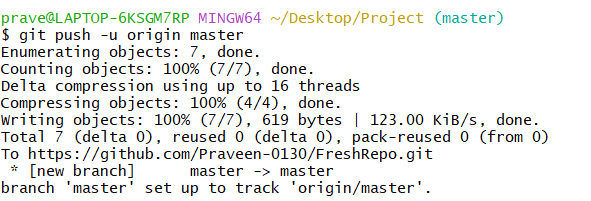 prave@LAPTOP-6KSGM7RP MINGW64 ~/Desktop/Project (master)
$ git push -u origin master
Enumerating objects: 7, done.
Counting objects: 100% (7/7), done.
Delta compression using up to 16 threads
Compressing objects: 100% (4/4), done.
Writing objects: 100% (7/7), 619 bytes | 123.00 KiB/s, done.
Total 7 (delta 0), reused 0 (delta 0), pack-reused 0 (from 0)
To https://github.com/Praveen-0130/FreshRepo.git
 * [new branch]      master -> master
branch 'master' set up to track 'origin/master'.